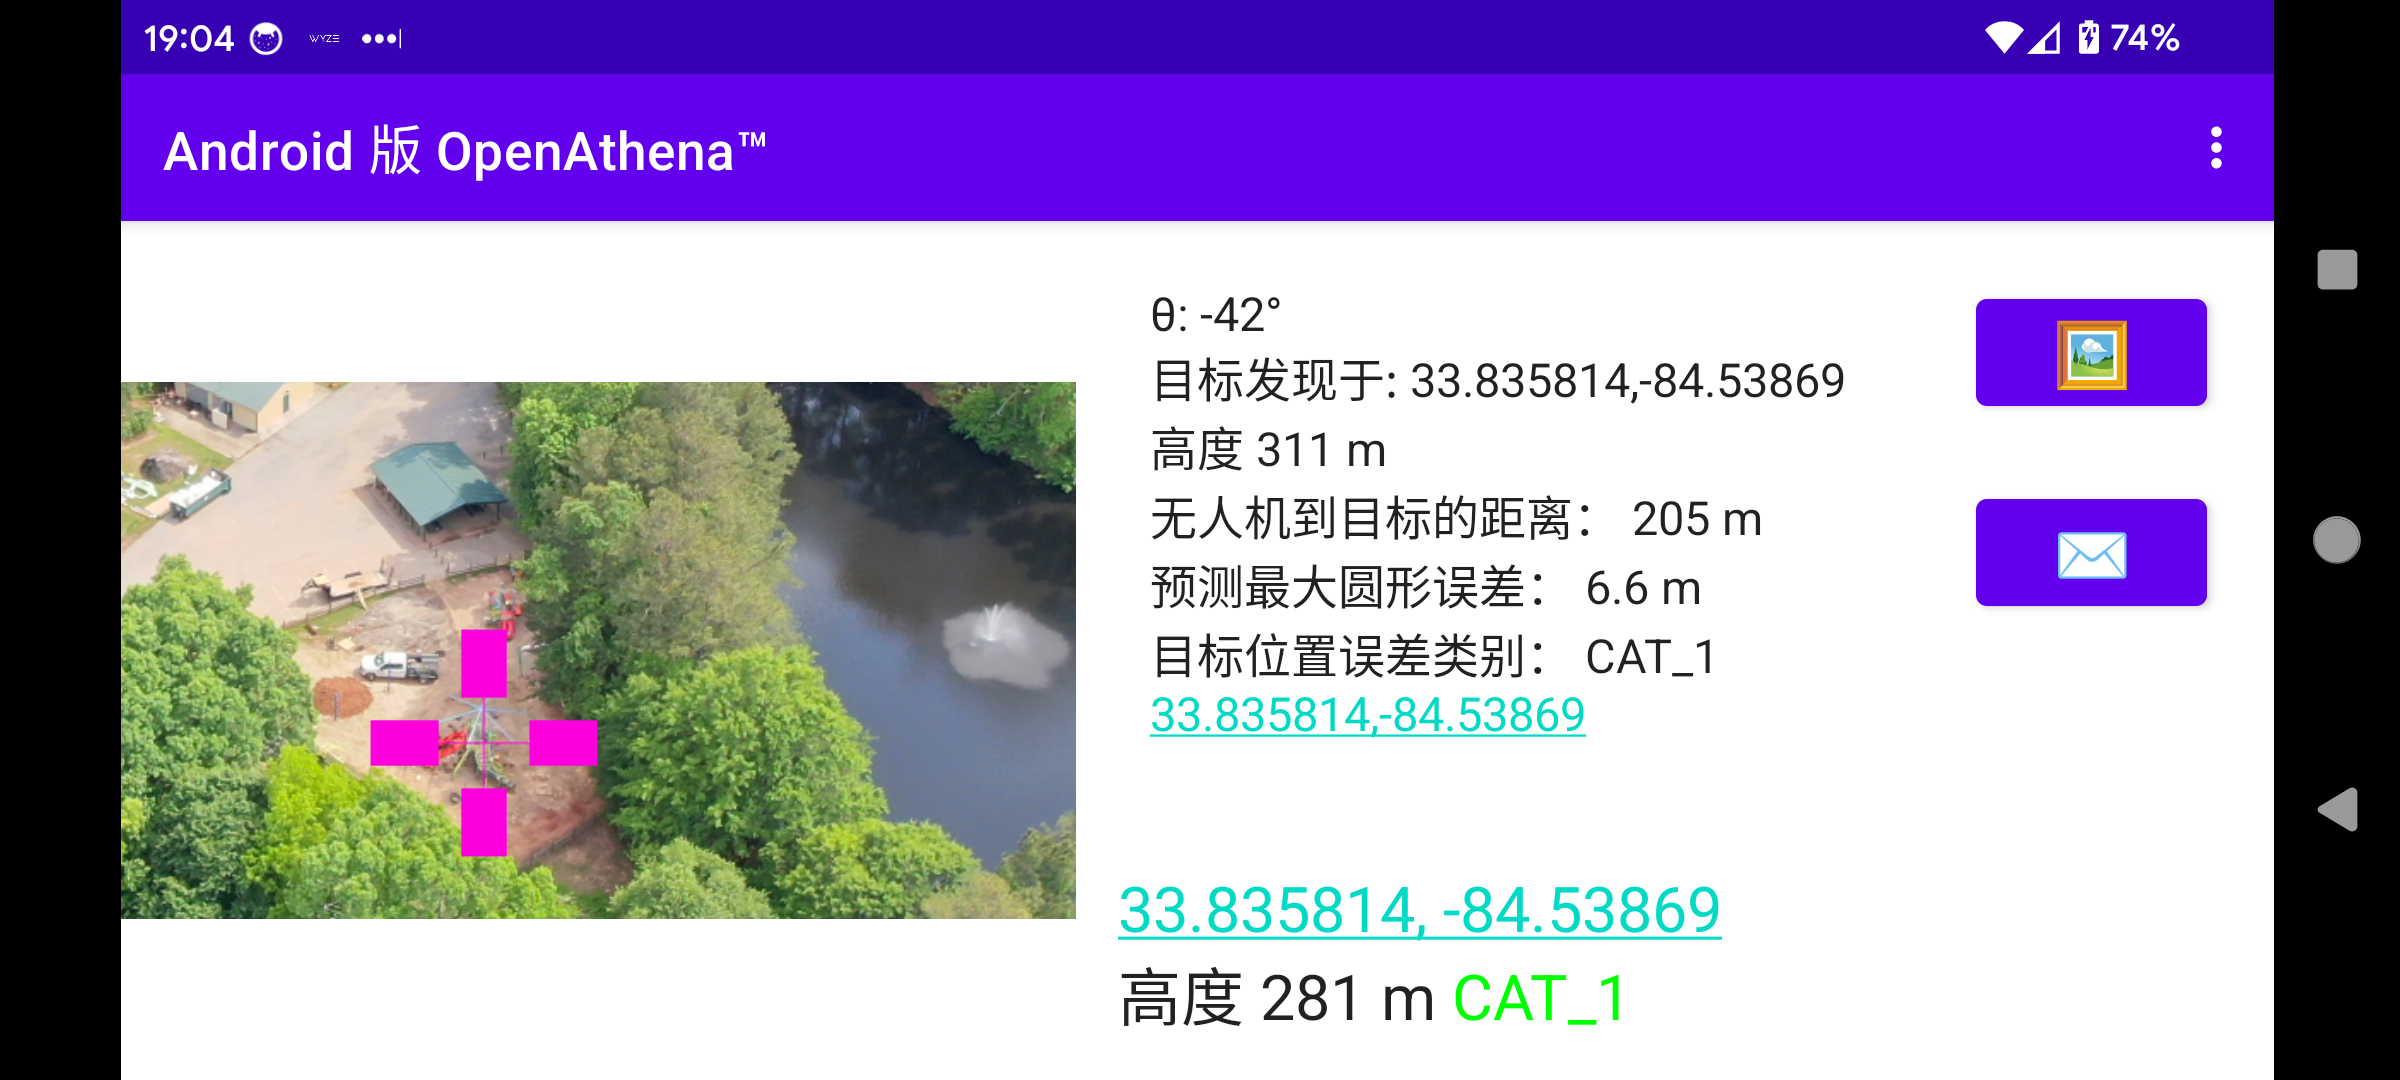 19:04 WYZE 74%
Android 版 OpenAthena™
θ: -42°
目标发现于: 33.835814,-84.53869
高度 311 m
无人机到目标的距离： 205 m
预测最大圆形误差： 6.6 m
目标位置误差类别： CAT_1
33.835814,-84.53869
33.835814, -84.53869
高度 281 m CAT_1